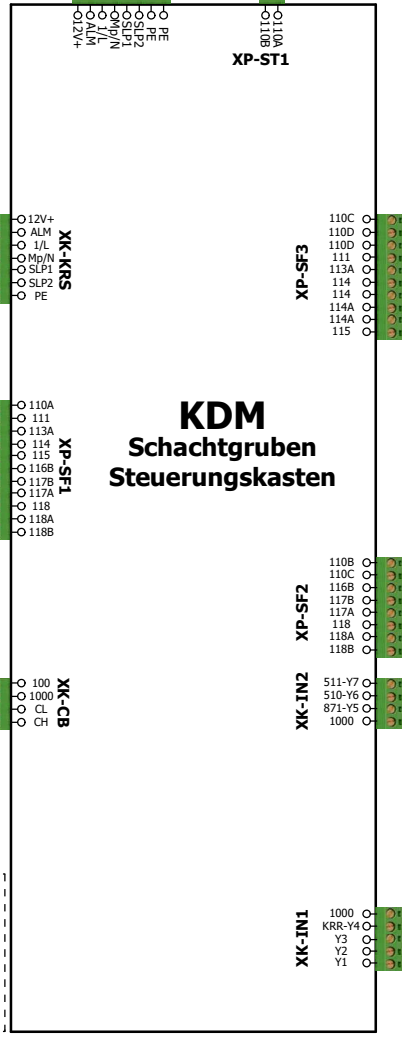 12V+
ALM
1/L
Mp/N
SLP1
SLP2
PE
PE
110B
110A
XP-ST1
XK-KRS
12V+
ALM
1/L
Mp/N
SLP1
SLP2
PE
XP-SF3
110C
110D
110D
111
113A
114
114
114A
114A
115
XP-SF1
110A
111
113A
114
115
116B
117B
117A
118
118A
118B
KDM
Schachtgruben
Steuerungskasten
XP-SF2
110B
110C
116B
117B
117A
118
118A
118B
XK-CB
100
1000
CL
CH
XK-IN2
511-Y7
510-Y6
871-Y5
1000
XK-IN1
1000
KRR-Y4
Y3
Y2
Y1